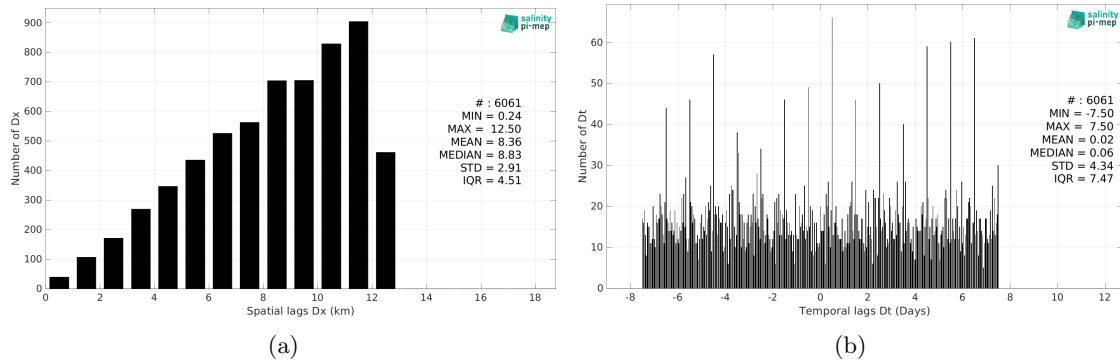 900
800
700
600
500
400
300
200
100
0
Number of Dx
0 2 4 6 8 10 12 14 16 18
Spatial lags Dx (km)
salinity
pi-mep
# : 6061
MIN = 0.24
MAX = 12.50
MEAN = 8.36
MEDIAN = 8.83
STD = 2.91
IQR = 4.51
(a)
60
50
40
30
20
10
0
Number of Dt
-8 -6 -4 -2 0 2 4 6 8 10 12
Temporal lags Dt (Days)
salinity
pi-mep
# : 6061
MIN = -7.50
MAX = 7.50
MEAN = 0.02
MEDIAN = 0.06
STD = 4.34
IQR = 7.47
(b)